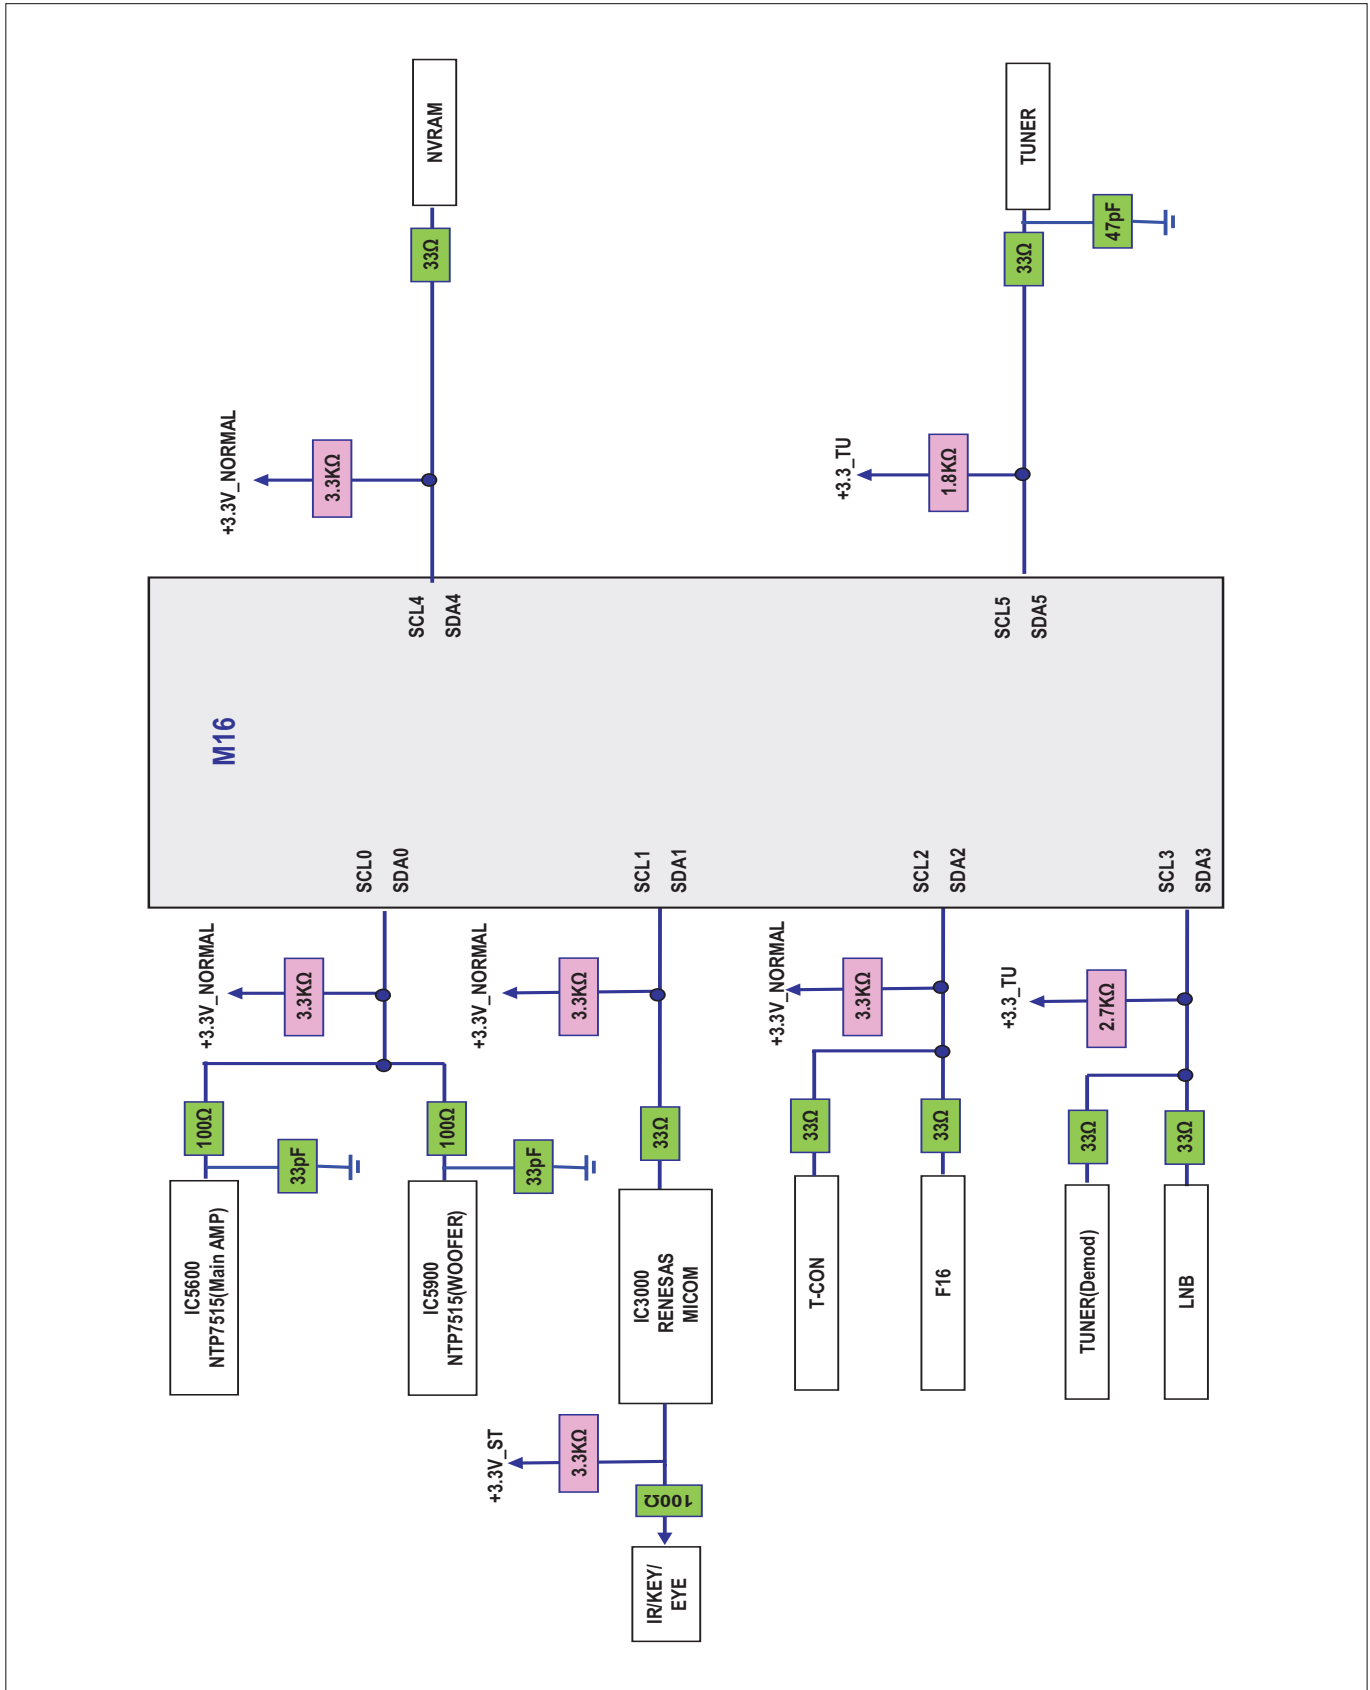 +3.3V_NORMAL
3.3KΩ
33Ω
NVRAM
+3.3_TU
1.8KΩ
33Ω
47pF
TUNER
M16
SCL4
SDA4
SCL5
SDA5
SCL0
SDA0
SCL1
SDA1
SCL2
SDA2
SCL3
SDA3
+3.3V_NORMAL
3.3KΩ
100Ω
33pF
IC5600
NTP7515(Main AMP)
100Ω
33pF
IC5900
NTP7515(WOOFER)
+3.3V_NORMAL
3.3KΩ
33Ω
IC3000
RENESAS
MICOM
+3.3V_ST
3.3KΩ
100Ω
IR/KEY/
EYE
+3.3V_NORMAL
3.3KΩ
33Ω
T-CON
33Ω
F16
+3.3_TU
2.7KΩ
33Ω
TUNER(Demod)
33Ω
LNB